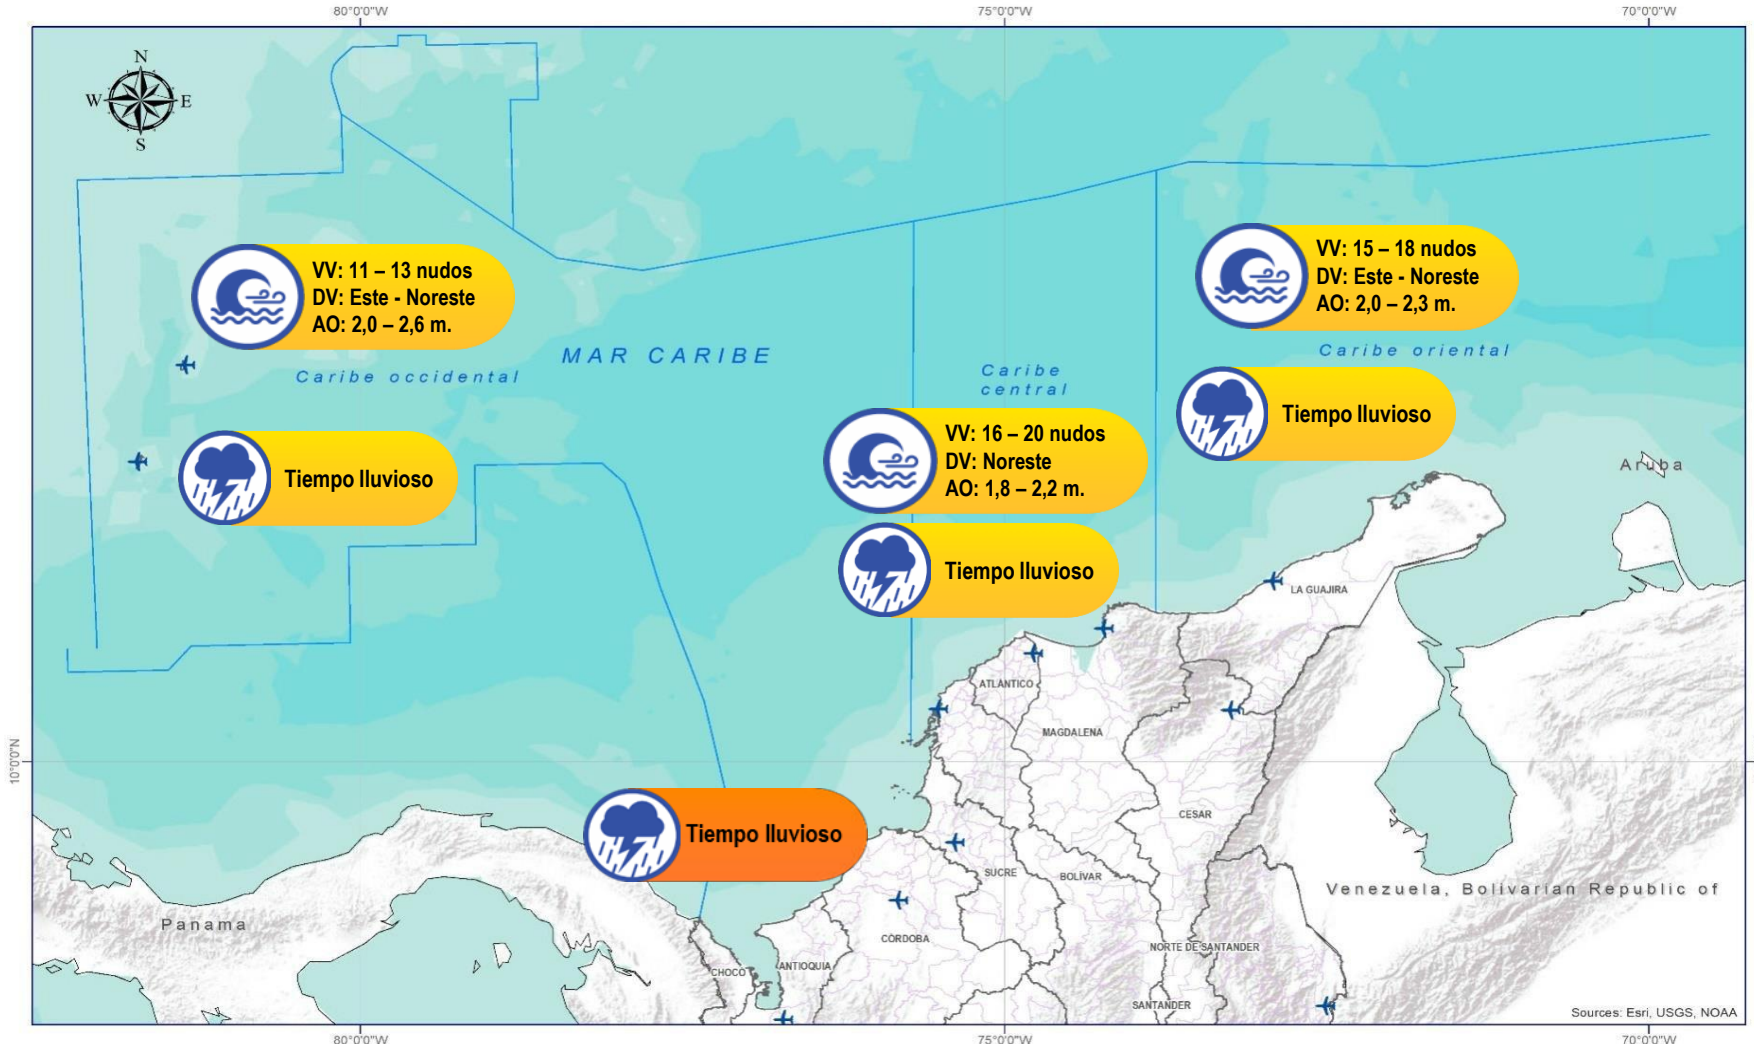 80°0'0"W
75°0'0"W
70°0'0"W
N
W
E
S
VV: 11 – 13 nudos
DV: Este - Noreste
AO: 2,0 – 2,6 m.
VV: 15 – 18 nudos
DV: Este - Noreste
AO: 2,0 – 2,3 m.
MAR CARIBE
Caribe occidental
Caribe
central
Caribe oriental
Tiempo lluvioso
VV: 16 – 20 nudos
DV: Noreste
AO: 1,8 – 2,2 m.
Tiempo lluvioso
Aruba
Tiempo lluvioso
LA GUAJIRA
ATLÁNTICO
MAGDALENA
10°0'0"N
CESAR
Tiempo lluvioso
SUCRE
BOLÍVAR
Venezuela, Bolivarian Republic of
Panama
CÓRDOBA
NORTE DE SANTANDER
CHOCÓ
ANTIOQUIA
SANTANDER
Sources: Esri, USGS, NOAA
80°0'0"W
75°0'0"W
70°0'0"W